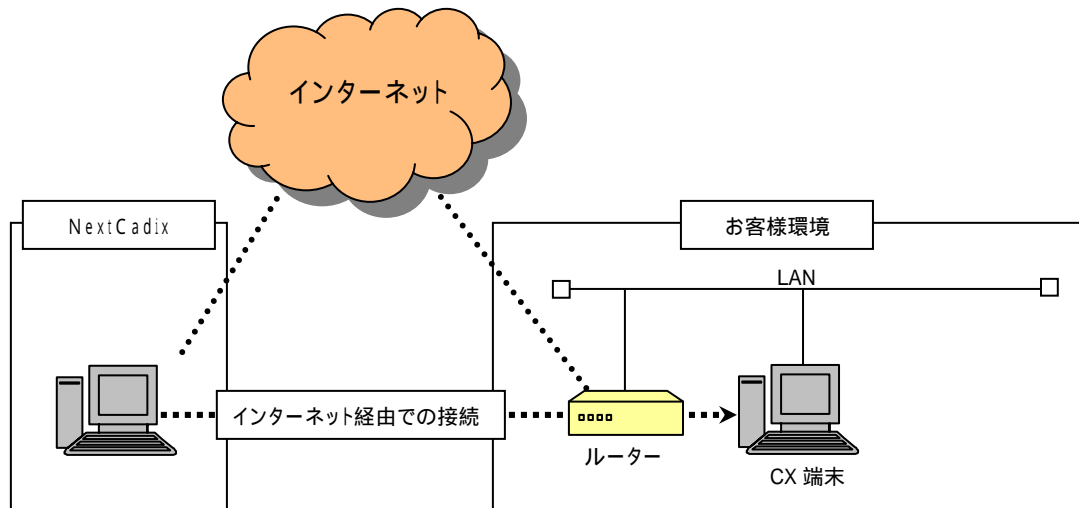 インターネット
NextCadix
お客様環境
LAN
インターネット経由での接続
ルーター
CX 端末